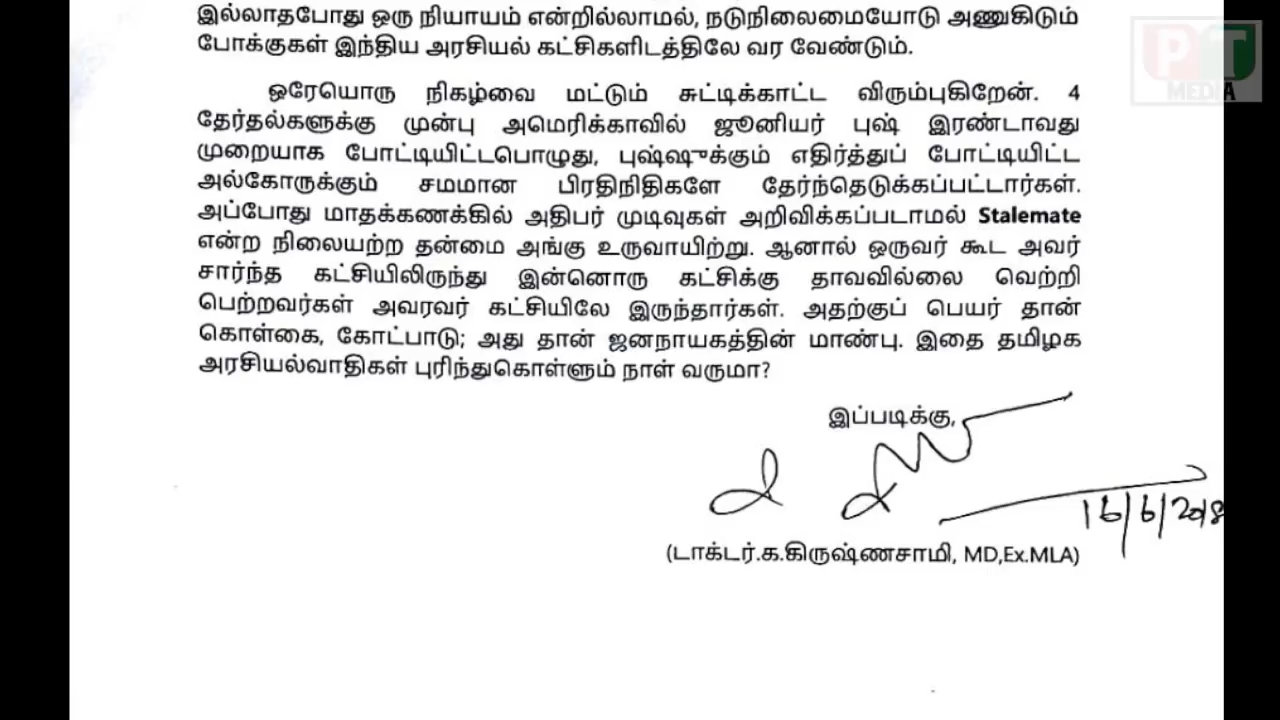 இல்லாதபோது ஒரு நியாயம் என்றில்லாமல், நடுநிலைமையோடு அணுகிடும்
போக்குகள் இந்திய அரசியல் கட்சிகளிடத்திலே வர வேண்டும்.
ஒரேயொரு நிகழ்வை மட்டும் சுட்டிக்காட்ட விரும்புகிறேன். 4
தேர்தல்களுக்கு முன்பு அமெரிக்காவில் ஜூனியர் புஷ் இரண்டாவது
முறையாக போட்டியிட்டபொழுது, புஷ்ஷுக்கும் எதிர்த்துப் போட்டியிட்ட
அல்கோருக்கும் சமமான பிரதிநிதிகளே தேர்ந்தெடுக்கப்பட்டார்கள்.
அப்போது மாதக்கணக்கில் அதிபர் முடிவுகள் அறிவிக்கப்படாமல் Stalemate
என்ற நிலையற்ற தன்மை அங்கு உருவாயிற்று. ஆனால் ஒருவர் கூட அவர்
சார்ந்த கட்சியிலிருந்து இன்னொரு கட்சிக்கு தாவவில்லை வெற்றி
பெற்றவர்கள் அவரவர் கட்சியிலே இருந்தார்கள். அதற்குப் பெயர் தான்
கொள்கை, கோட்பாடு; அது தான் ஜனநாயகத்தின் மாண்பு. இதை தமிழக
அரசியல்வாதிகள் புரிந்துகொள்ளும் நாள் வருமா?
இப்படிக்கு,
16/6/2018
(டாக்டர்.க.கிருஷ்ணசாமி, MD,Ex.MLA)
PT
MEDIA